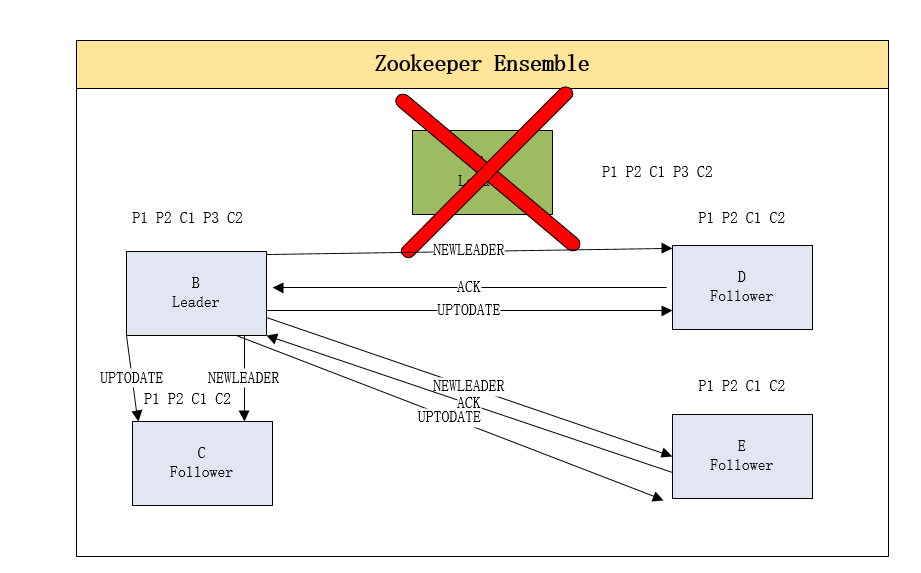 Zookeeper Ensemble
P1 P2 C1 P3 C2
P1 P2 C1 P3 C2
P1 P2 C1 C2
B
Leader
NEWLEADER
ACK
UPTODATE
D
Follower
UPTODATE
NEWLEADER
P1 P2 C1 C2
C
Follower
NEWLEADER
ACK
UPTODATE
P1 P2 C1 C2
E
Follower